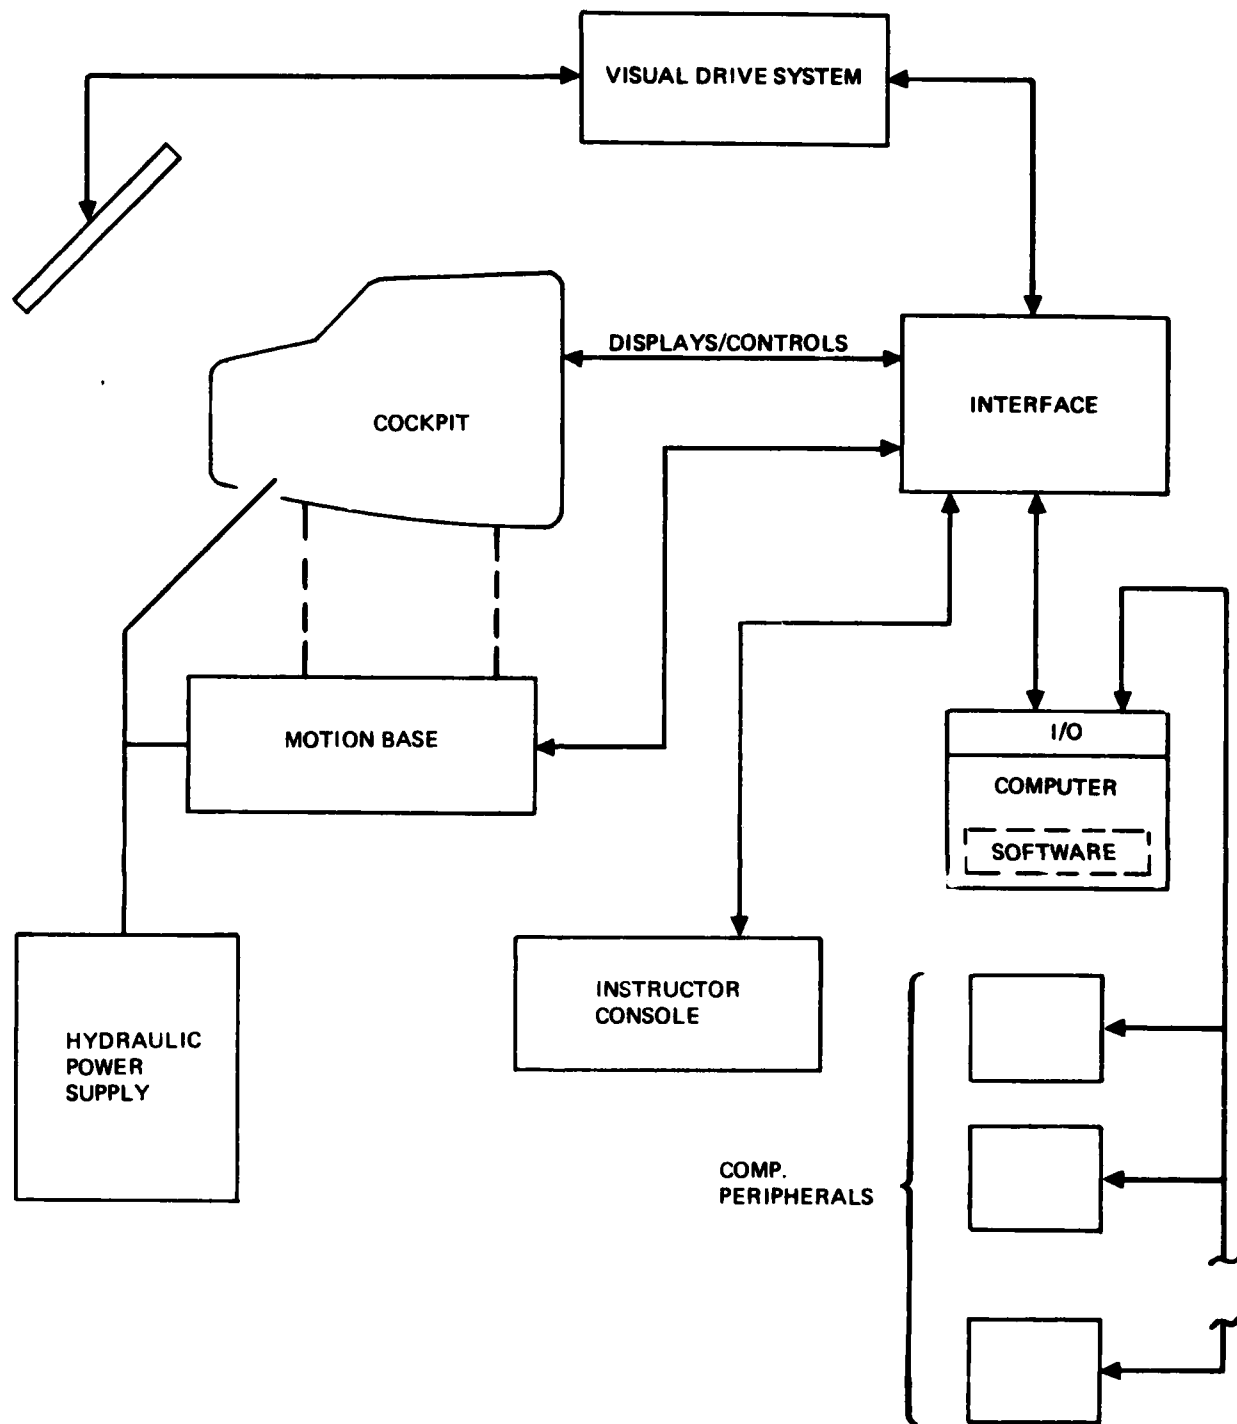 VISUAL DRIVE SYSTEM
DISPLAYS/CONTROLS
INTERFACE
COCKPIT
MOTION BASE
I/O
COMPUTER
SOFTWARE
INSTRUCTOR
CONSOLE
HYDRAULIC
POWER
SUPPLY
COMP.
PERIPHERALS